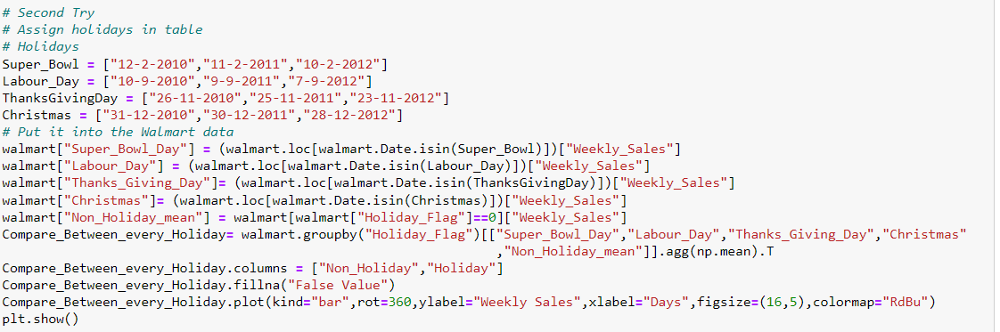 # Second Try
# Assign holidays in table
# Holidays
Super_Bowl = ["12-2-2010","11-2-2011","10-2-2012"]
Labour_Day = ["10-9-2010","9-9-2011","7-9-2012"]
ThanksGivingDay = ["26-11-2010","25-11-2011","23-11-2012"]
Christmas = ["31-12-2010","30-12-2011","28-12-2012"]
# Put it into the Walmart data
walmart["Super_Bowl_Day"] = (walmart.loc[walmart.Date.isin(Super_Bowl)])["Weekly_Sales"]
walmart["Labour_Day"] = (walmart.loc[walmart.Date.isin(Labour_Day)])["Weekly_Sales"]
walmart["Thanks_Giving_Day"]= (walmart.loc[walmart.Date.isin(ThanksGivingDay)])["Weekly_Sales"]
walmart["Christmas"]= (walmart.loc[walmart.Date.isin(Christmas)])["Weekly_Sales"]
walmart["Non_Holiday_mean"] = walmart[walmart["Holiday_Flag"]==0]["Weekly_Sales"]
Compare_Between_every_Holiday= walmart.groupby("Holiday_Flag")[["Super_Bowl_Day","Labour_Day","Thanks_Giving_Day","Christmas"
,"Non_Holiday_mean"]].agg(np.mean).T
Compare_Between_every_Holiday.columns = ["Non_Holiday","Holiday"]
Compare_Between_every_Holiday.fillna("False Value")
Compare_Between_every_Holiday.plot(kind="bar",rot=360,ylabel="Weekly Sales",xlabel="Days",figsize=(16,5),colormap="RdBu")
plt.show()